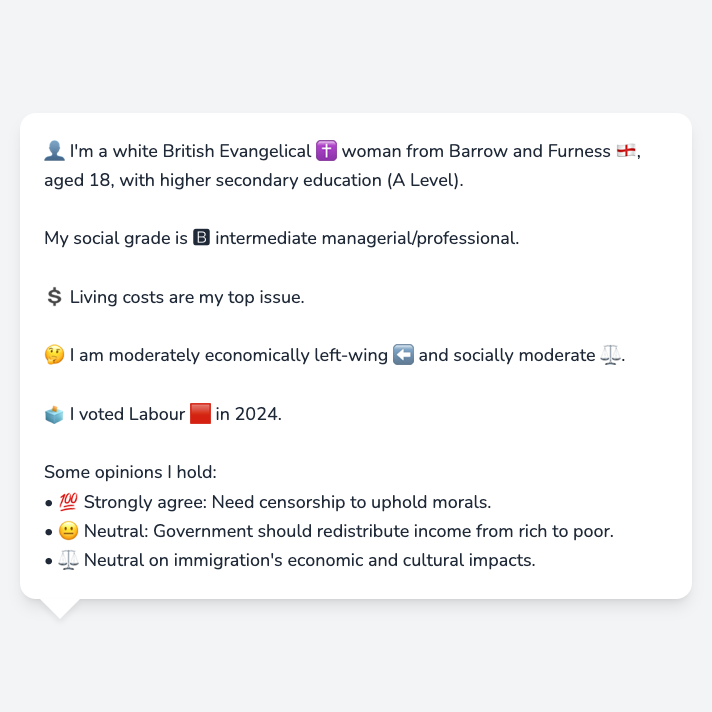 👤 I'm a white British Evangelical ✝️ woman from Barrow and Furness 🏴󠁧󠁢󠁥󠁮󠁧󠁿,
aged 18, with higher secondary education (A Level).
My social grade is 🅱 intermediate managerial/professional.
💲 Living costs are my top issue.
🤔 I am moderately economically left-wing ⬅️ and socially moderate ⚖️.
🗳️ I voted Labour 🟥 in 2024.
Some opinions I hold:
• 💯 Strongly agree: Need censorship to uphold morals.
• 😐 Neutral: Government should redistribute income from rich to poor.
• ⚖️ Neutral on immigration's economic and cultural impacts.